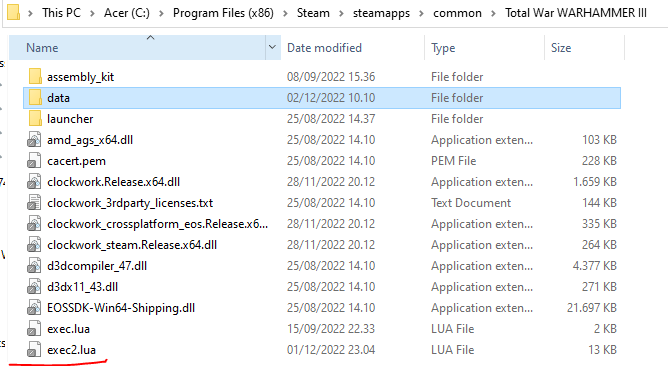 This PC > Acer (C:) > Program Files (x86) > Steam > steamapps > common > Total War WARHAMMER III
Name Date modified Type Size
assembly_kit 08/09/2022 15.36 File folder
data 02/12/2022 10.10 File folder
launcher 25/08/2022 14.37 File folder
amd_ags_x64.dll 25/08/2022 14.10 Application exten... 103 KB
cacert.pem 25/08/2022 14.10 PEM File 228 KB
clockwork.Release.x64.dll 28/11/2022 20.12 Application exten... 1.659 KB
clockwork_3rdparty_licenses.txt 25/08/2022 14.10 Text Document 144 KB
clockwork_crossplatform_eos.Release.x6... 28/11/2022 20.12 Application exten... 335 KB
clockwork_steam.Release.x64.dll 28/11/2022 20.12 Application exten... 264 KB
d3dcompiler_47.dll 25/08/2022 14.10 Application exten... 4.377 KB
d3dx11_43.dll 25/08/2022 14.10 Application exten... 271 KB
EOSSDK-Win64-Shipping.dll 25/08/2022 14.10 Application exten... 21.697 KB
exec.lua 15/09/2022 22.33 LUA File 2 KB
exec2.lua 01/12/2022 23.04 LUA File 13 KB